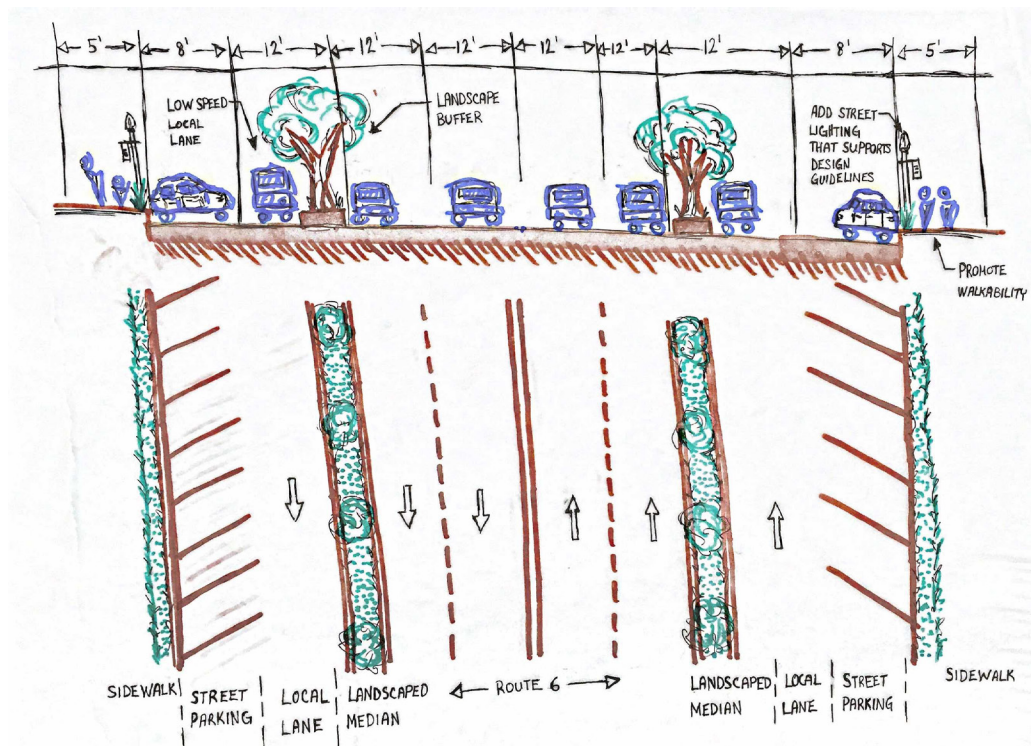 5' 8' 12' 12' 12' 12' 12' 12' 8' 5'
LOW SPEED
LOCAL
LANE
LANDSCAPE
BUFFER
ADD STREET
LIGHTING
THAT SUPPORTS
DESIGN
GUIDELINES
PROMOTE
WALKABILITY
SIDEWALK
STREET
PARKING
LOCAL
LANE
LANDSCAPED
MEDIAN
ROUTE 6
LANDSCAPED
MEDIAN
LOCAL
LANE
STREET
PARKING
SIDEWALK